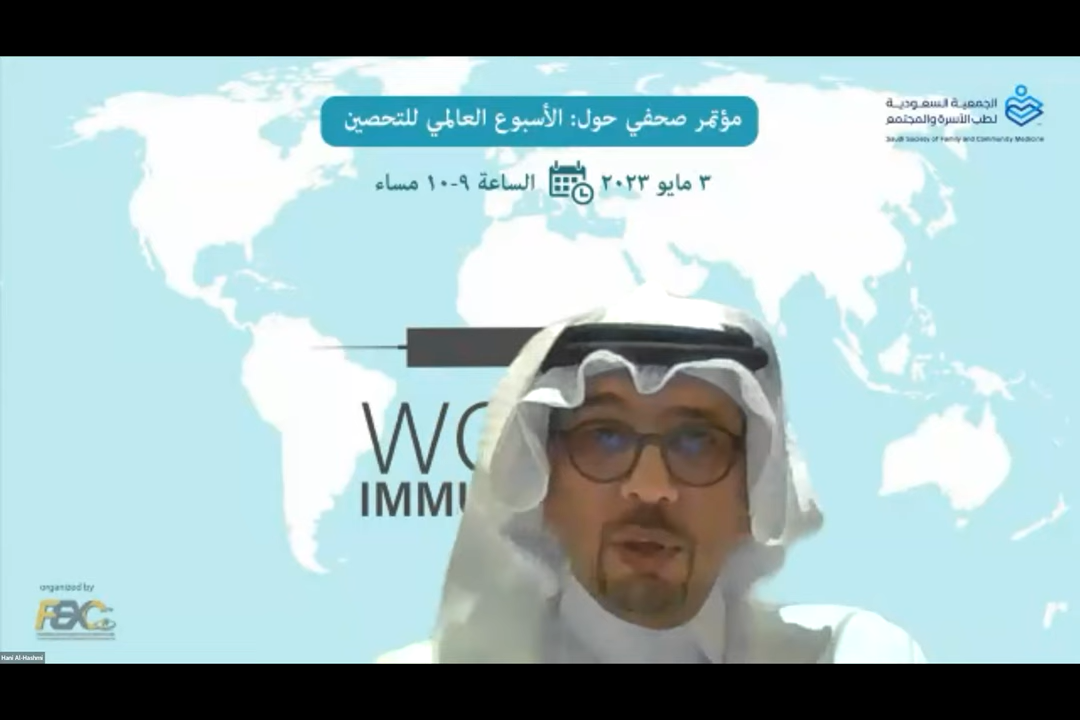 مؤتمر صحفي حول: الأسبوع العالمي للتحصين
٣ مايو ٢٠٢٣
الساعة ٩-١٠ مساء
الجمعية السعودية
لطب الأسرة والمجتمع
Saudi Society of Family and Community Medicine
WO
IMMU
organized by
Hani Al-Hashmi